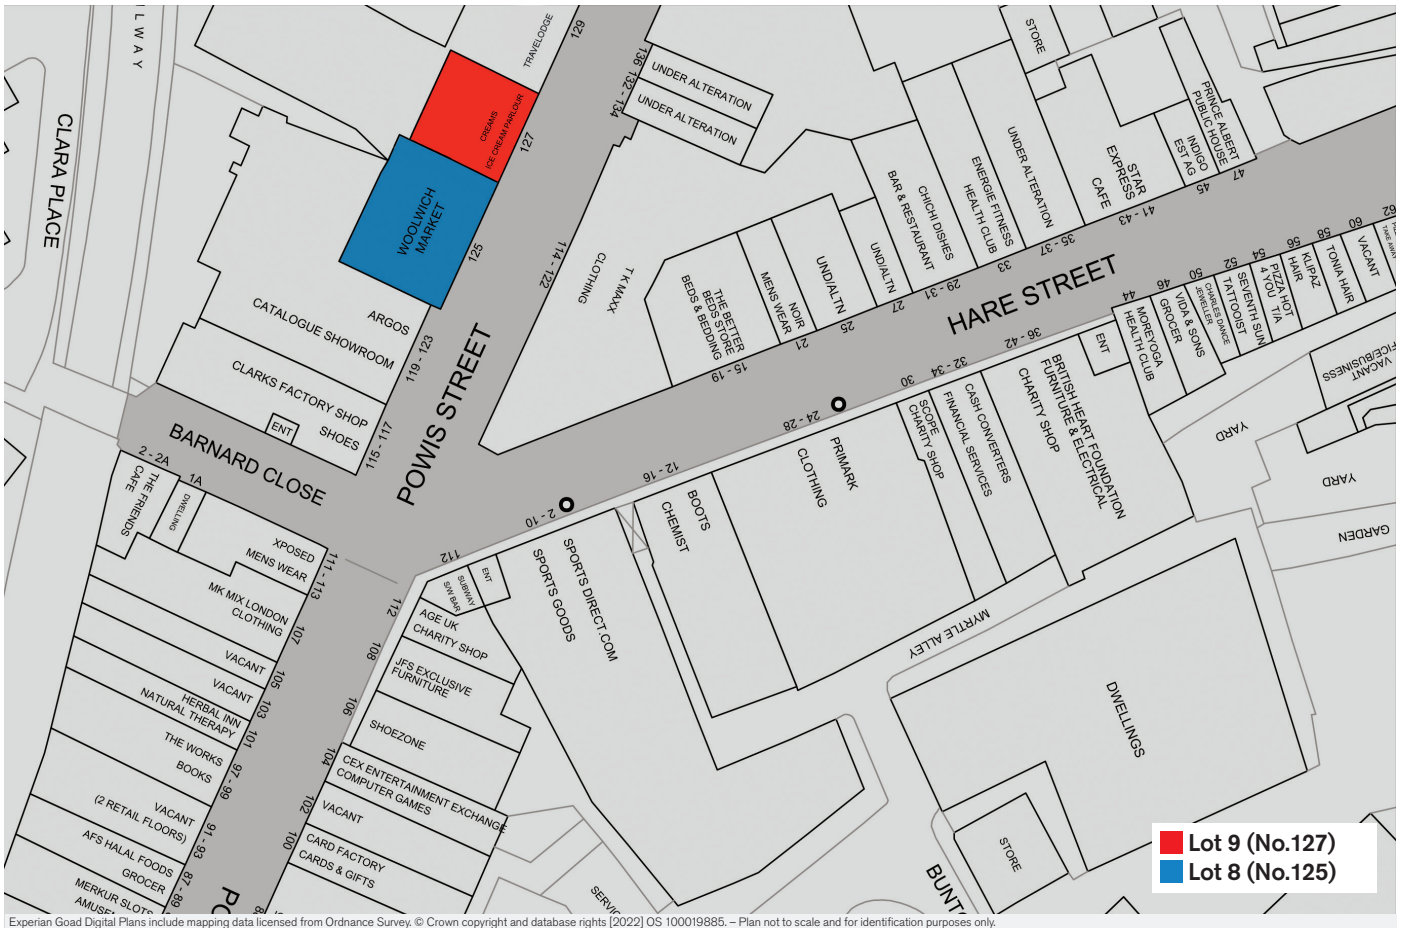 ILWAY
CLARA PLACE
TRAVELODGE
129
CREAMS
ICE CREAM PARLOUR
127
WOOLWICH
MARKET
125
ARGOS
CATALOGUE SHOWROOM
119 - 123
CLARKS FACTORY SHOP
SHOES
ENT
115 - 117
POWIS STREET
BARNARD CLOSE
136
132 - 134
UNDER ALTERATION
UNDER ALTERATION
114 - 122
T K MAXX
CLOTHING
THE BETTER
BEDS STORE
BEDS & BEDDING
15 - 19
NOIR
MENS WEAR
21
UND/ALTN
25
UND/ALTN
27
CHICHI DISHES
BAR & RESTAURANT
29 - 31
ENERGIE FITNESS
HEALTH CLUB
33
UNDER ALTERATION
35 - 37
STORE
STAR
EXPRESS
CAFE
41 - 43
INDIGO
EST AG
45
PRINCE ALBERT
PUBLIC HOUSE
47
HARE STREET
62
TAKE AWAY
60
VACANT
58
TONIA HAIR
56
KLIPAZ
HAIR
54
PIZZA HOT
4 YOU T/A
52
SEVENTH SUN
TATTOOIST
50
CHARLES DANCE
JEWELLER
46
VIDA & SONS
GROCER
44
MOREYOGA
HEALTH CLUB
ENT
36 - 42
BRITISH HEART FOUNDATION
FURNITURE & ELECTRICAL
CHARITY SHOP
32 - 34
CASH CONVERTERS
FINANCIAL SERVICES
30
SCOPE
CHARITY SHOP
24 - 28
PRIMARK
CLOTHING
12 - 16
BOOTS
CHEMIST
2 - 10
SPORTS DIRECT.COM
SPORTS GOODS
112
ENT
SUBWAY
S/W BAR
112
VACANT
FICE/BUSINESS
YARD
YARD
GARDEN
MYRTLE ALLEY
DWELLINGS
STORE
BUNTO
SERVIC
2 - 2A
THE FRIENDS
CAFE
1A
DWELLING
XPOSED
MENS WEAR
111 - 113
MK MIX LONDON
CLOTHING
107
VACANT
105
VACANT
103
HERBAL INN
NATURAL THERAPY
101
THE WORKS
BOOKS
97 - 99
VACANT
(2 RETAIL FLOORS)
91 - 93
AFS HALAL FOODS
GROCER
87 - 89
MERKUR SLOTS
AMUSE
PO
AGE UK
CHARITY SHOP
108
JFS EXCLUSIVE
FURNITURE
106
SHOEZONE
104
CEX ENTERTAINMENT EXCHANGE
COMPUTER GAMES
102
VACANT
100
CARD FACTORY
CARDS & GIFTS
Lot 9 (No.127)
Lot 8 (No.125)
Experian Goad Digital Plans include mapping data licensed from Ordnance Survey. © Crown copyright and database rights [2022] OS 100019885. – Plan not to scale and for identification purposes only.